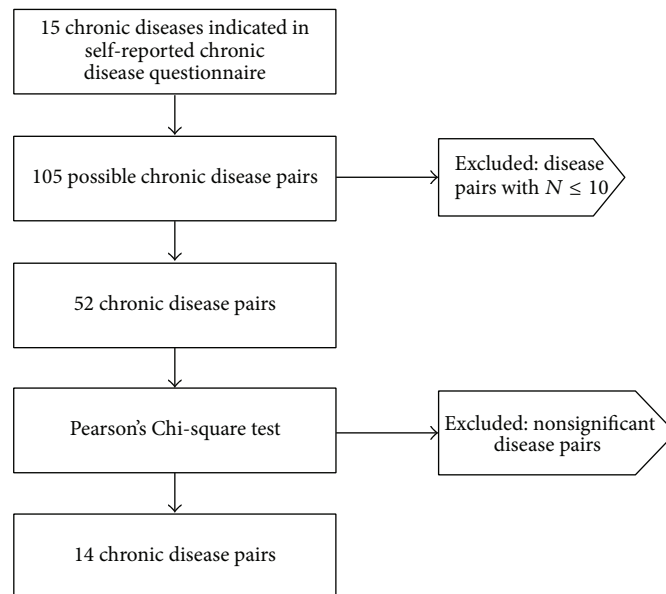 15 chronic diseases indicated in
self-reported chronic
disease questionnaire
105 possible chronic disease pairs
Excluded: disease
pairs with N ≤ 10
52 chronic disease pairs
Pearson's Chi-square test
Excluded: nonsignificant
disease pairs
14 chronic disease pairs